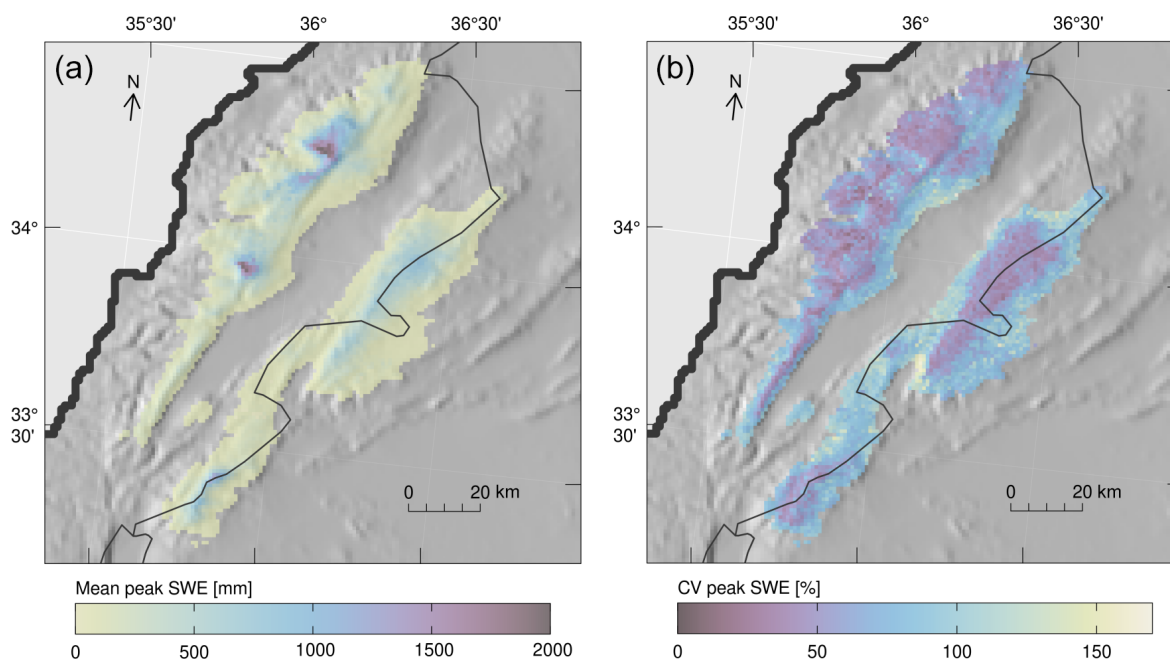 35°30'
36°
36°30'
35°30'
36°
36°30'
(a)
(b)
N
N
34°
34°
33°
30'
33°
30'
0 20 km
0 20 km
Mean peak SWE [mm]
0 500 1000 1500 2000
CV peak SWE [%]
0 50 100 150